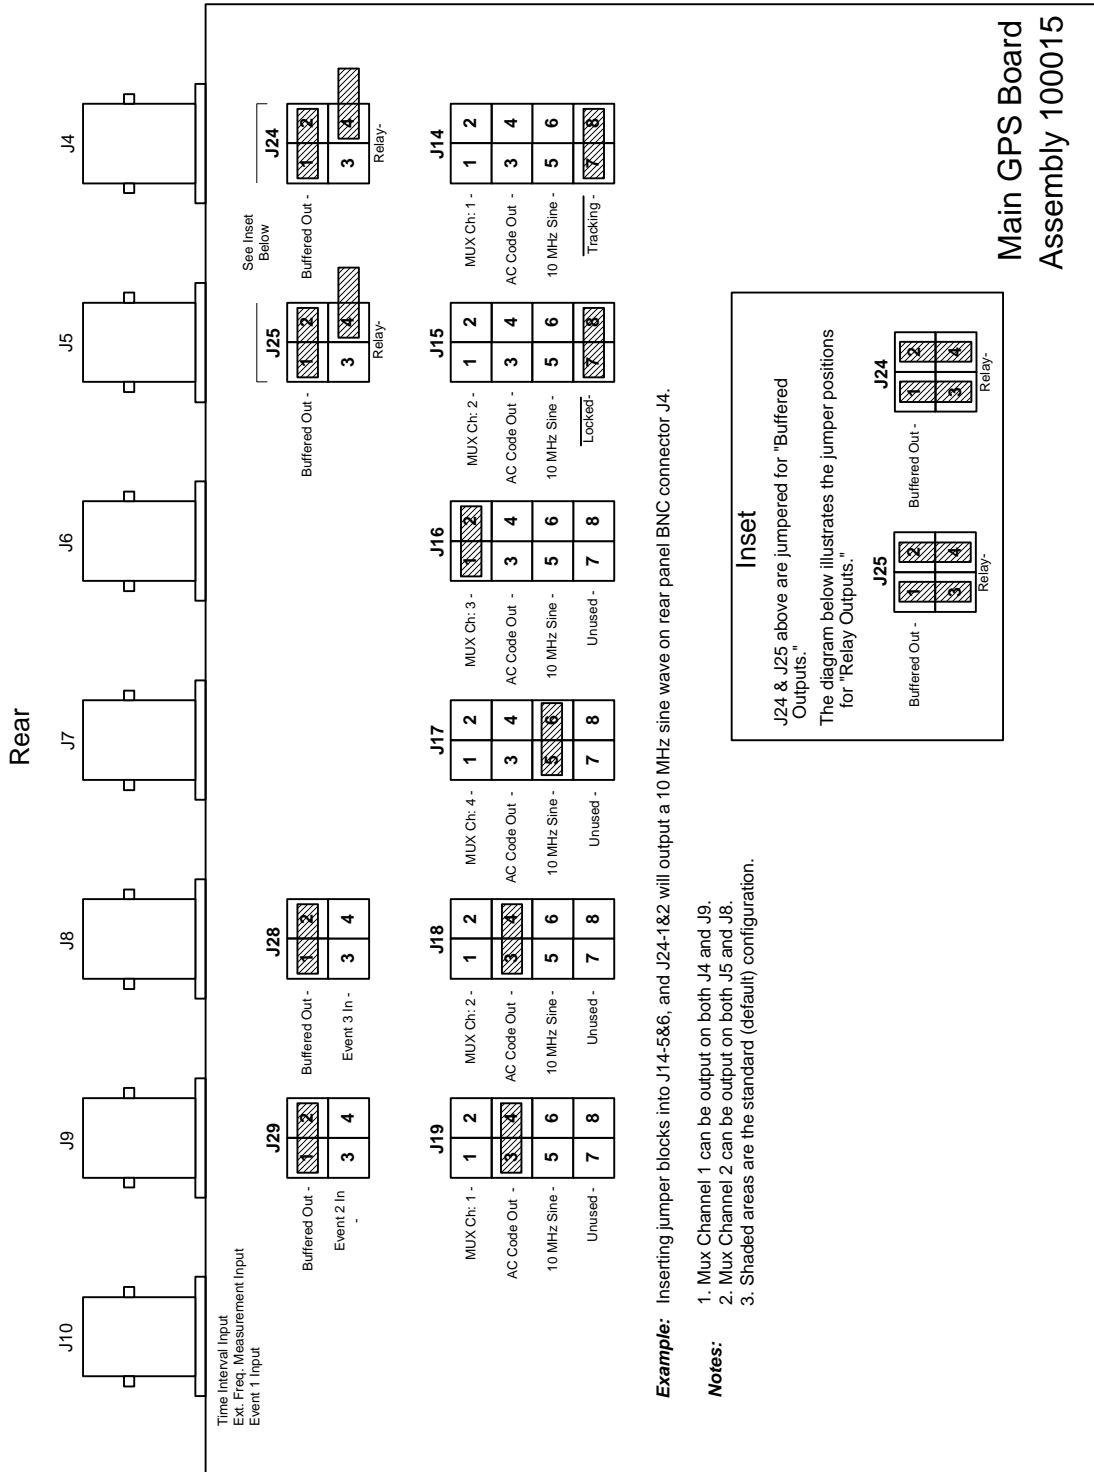 Rear
J10
J9
J8
J7
J6
J5
J4
Time Interval Input
Ext. Freq. Measurement Input
Event 1 Input
J29
Buffered Out -
1 2
Event 2 In
-
3 4
J28
Buffered Out -
1 2
Event 3 In -
3 4
See Inset
Below
J25
Buffered Out -
1 2
3 4
Relay-
J24
Buffered Out -
1 2
3 4
Relay-
J19
MUX Ch: 1 -
1 2
AC Code Out -
3 4
10 MHz Sine -
5 6
Unused -
7 8
J18
MUX Ch: 2 -
1 2
AC Code Out -
3 4
10 MHz Sine -
5 6
Unused -
7 8
J17
MUX Ch: 4 -
1 2
AC Code Out -
3 4
10 MHz Sine -
5 6
Unused -
7 8
J16
MUX Ch: 3 -
1 2
AC Code Out -
3 4
10 MHz Sine -
5 6
Unused -
7 8
J15
MUX Ch: 2 -
1 2
AC Code Out -
3 4
10 MHz Sine -
5 6
Locked-
7 8
J14
MUX Ch: 1 -
1 2
AC Code Out -
3 4
10 MHz Sine -
5 6
Tracking -
7 8
Example: Inserting jumper blocks into J14-5&6, and J24-1&2 will output a 10 MHz sine wave on rear panel BNC connector J4.
Notes:
1. Mux Channel 1 can be output on both J4 and J9.
2. Mux Channel 2 can be output on both J5 and J8.
3. Shaded areas are the standard (default) configuration.
Inset
J24 & J25 above are jumpered for "Buffered
Outputs."
The diagram below illustrates the jumper positions
for "Relay Outputs."
J25
Buffered Out -
1 2
3 4
Relay-
J24
Buffered Out -
1 2
3 4
Relay-
Main GPS Board
Assembly 100015